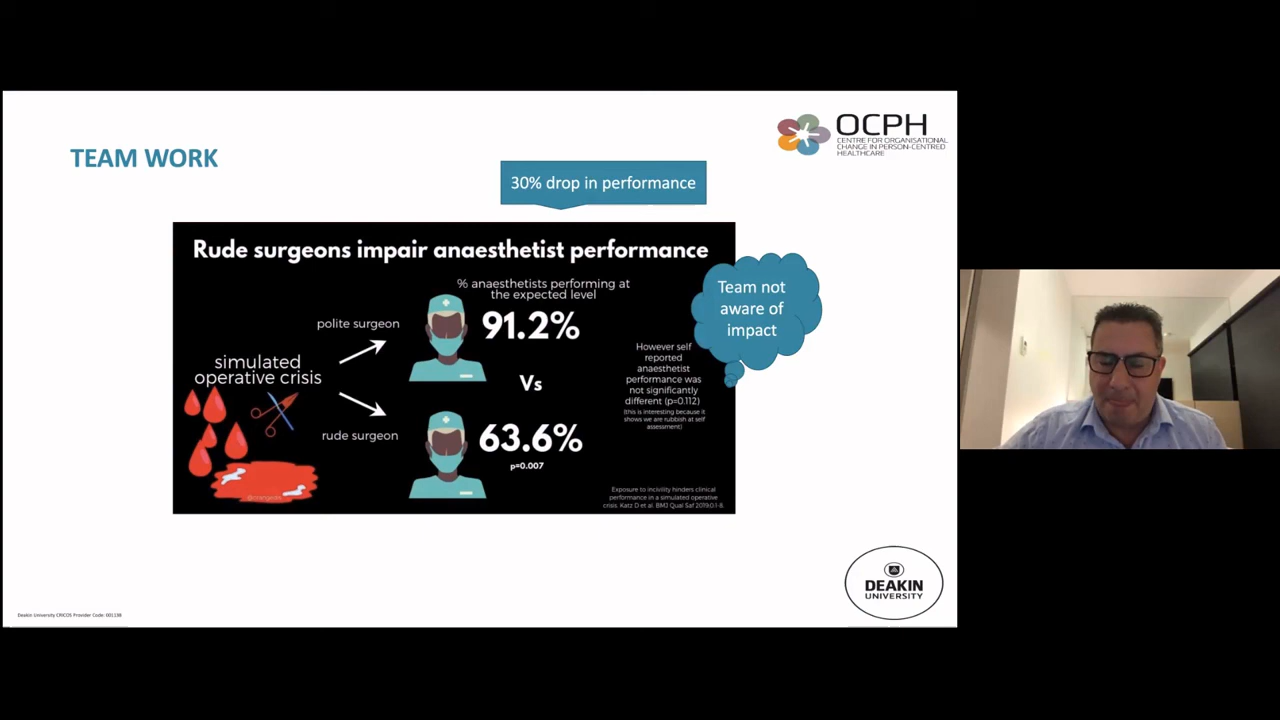 OCPH
CENTRE FOR ORGANISATIONAL
CHANGE IN PERSON-CENTRED
HEALTHCARE
TEAM WORK
30% drop in performance
Rude surgeons impair anaesthetist performance
% anaesthetists performing at
the expected level
polite surgeon
91.2%
simulated
operative crisis
Vs
rude surgeon
63.6%
p=0.007
Team not
aware of
impact
However self
reported
anaesthetist
performance was
not significantly
different (p=0.112)
(this is interesting because it
shows we are rubbish at self
assessment)
Exposure to incivility hinders clinical
performance in a simulated operative
crisis. Katz D et al. BMJ Qual Saf 2019;0:1-8.
DEAKIN
UNIVERSITY
Deakin University CRICOS Provider Code: 00113B